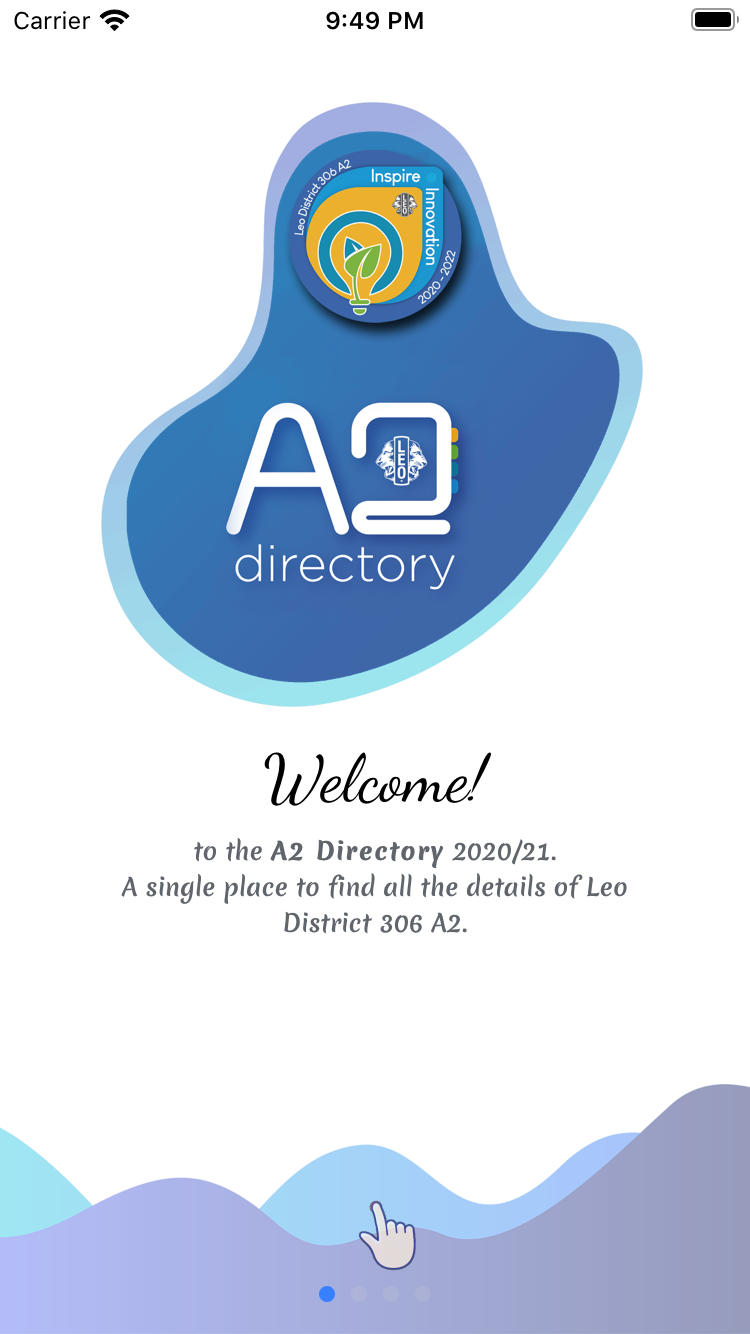 Carrier
9:49 PM
Leo District 306 A2
Inspire
Innovation
LEO
2020 - 2022
A2
LEO
directory
Welcome!
to the A2 Directory 2020/21.
A single place to find all the details of Leo
District 306 A2.